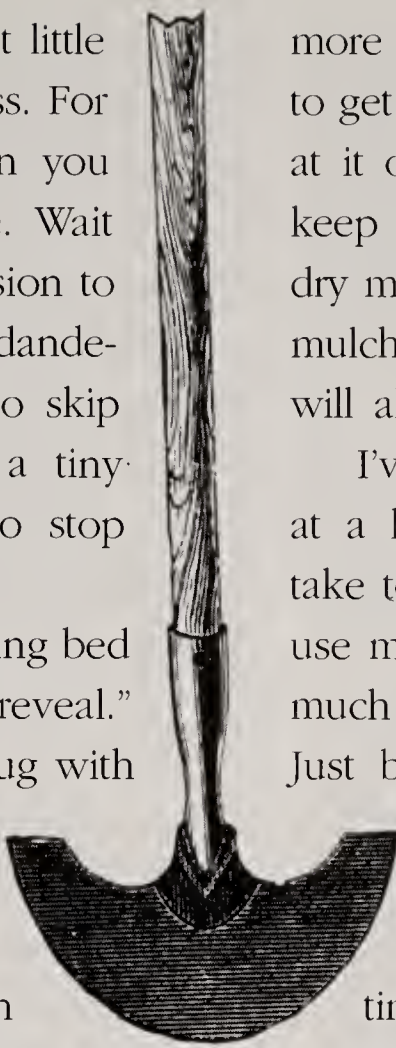 t little
ss. For
n you
. Wait
sion to
dande-
o skip
a tiny
o stop
ng bed
reveal.”
ug with
n
more
to get
at it
keep
dry m
mulch
will a
I'v
at a
take t
use m
much
Just b
tin